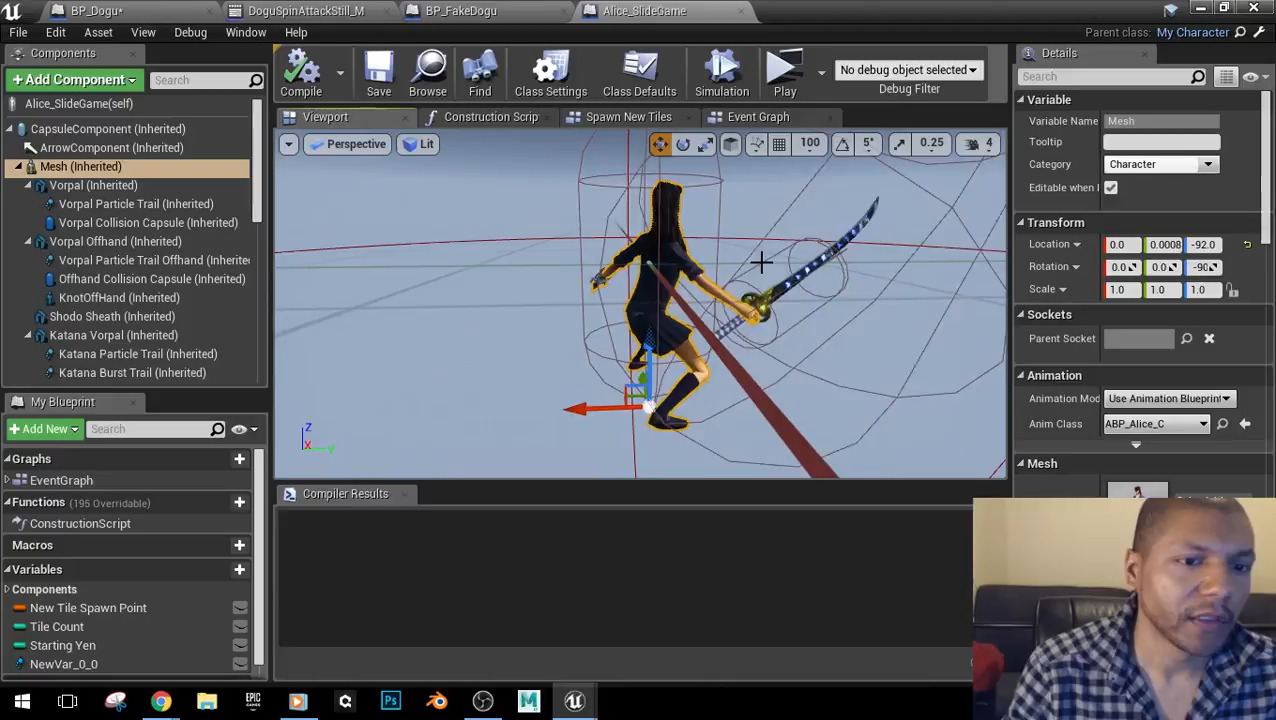 BP_Dogu*
DoguSpinAttackStill_M
BP_FakeDogu
Alice_SlideGame
File Edit Asset View Debug Window Help
Parent class: My Character
Components
+Add Component
Search
Alice_SlideGame(self)
CapsuleComponent (Inherited)
ArrowComponent (Inherited)
Mesh (Inherited)
Vorpal (Inherited)
Vorpal Particle Trail (Inherited)
Vorpal Collision Capsule (Inherited)
Vorpal Offhand (Inherited)
Vorpal Particle Trail Offhand (Inherited
Offhand Collision Capsule (Inherited)
KnotOffHand (Inherited)
Shodo Sheath (Inherited)
Katana Vorpal (Inherited)
Katana Particle Trail (Inherited)
Katana Burst Trail (Inherited)
My Blueprint
+Add New
Search
Graphs
EventGraph
Functions (195 Overridable)
ConstructionScript
Macros
Variables
Components
New Tile Spawn Point
Tile Count
Starting Yen
NewVar_0_0
Compile
Save
Browse
Find
Class Settings
Class Defaults
Simulation
Play
No debug object selected
Debug Filter
Viewport
Construction Scrip
Spawn New Tiles
Event Graph
Perspective
Lit
100
5°
0.25
4
Z
X
Y
Compiler Results
Details
Search
Variable
Variable Name Mesh
Tooltip
Category Character
Editable when I
Transform
Location 0.0 0.0008 -92.0
Rotation 0.0 0.0 -90
Scale 1.0 1.0 1.0
Sockets
Parent Socket
Animation
Animation Mod Use Animation Blueprint
Anim Class ABP_Alice_C
Mesh
EPIC
GAMES
Ps
M